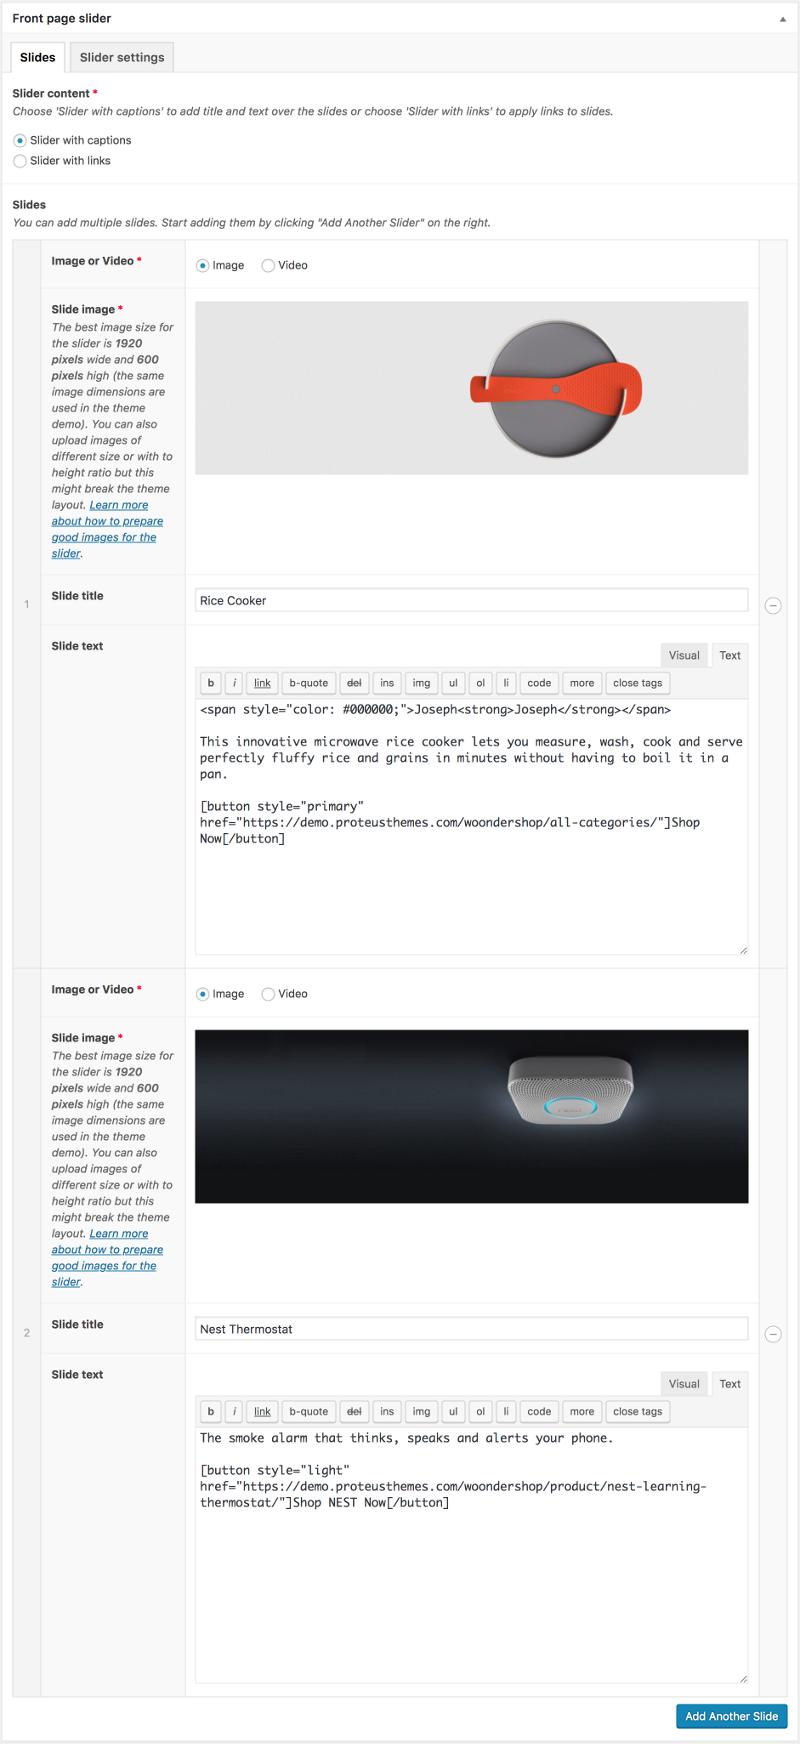 Front page slider
Slides
Slider settings
Slider content *
Choose 'Slider with captions' to add title and text over the slides or choose 'Slider with links' to apply links to slides.
Slider with captions
Slider with links
Slides
You can add multiple slides. Start adding them by clicking "Add Another Slider" on the right.
1
Image or Video *
Image
Video
Slide image *
The best image size for
the slider is 1920
pixels wide and 600
pixels high (the same
image dimensions are
used in the theme
demo). You can also
upload images of
different size or with to
height ratio but this
might break the theme
layout. Learn more
about how to prepare
good images for the
slider.
Slide title
Rice Cooker
Slide text
Visual
Text
b i link b-quote del ins img ul ol li code more close tags
<span style="color: #000000;">Joseph<strong>Joseph</strong></span>
This innovative microwave rice cooker lets you measure, wash, cook and serve
perfectly fluffy rice and grains in minutes without having to boil it in a
pan.
[button style="primary"
href="https://demo.proteusthemes.com/woondershop/all-categories/"]Shop
Now[/button]
2
Image or Video *
Image
Video
Slide image *
The best image size for
the slider is 1920
pixels wide and 600
pixels high (the same
image dimensions are
used in the theme
demo). You can also
upload images of
different size or with to
height ratio but this
might break the theme
layout. Learn more
about how to prepare
good images for the
slider.
nest
Slide title
Nest Thermostat
Slide text
Visual
Text
b i link b-quote del ins img ul ol li code more close tags
The smoke alarm that thinks, speaks and alerts your phone.
[button style="light"
href="https://demo.proteusthemes.com/woondershop/product/nest-learning-
thermostat/"]Shop NEST Now[/button]
Add Another Slide